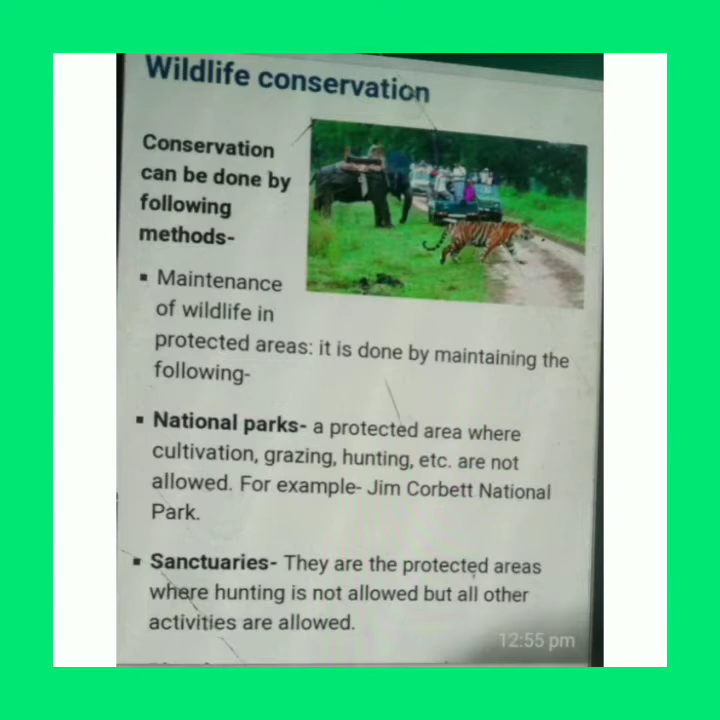 Wildlife conservation
Conservation
can be done by
following
methods-
▪ Maintenance
of wildlife in
protected areas: it is done by maintaining the
following-
▪ National parks- a protected area where
cultivation, grazing, hunting, etc. are not
allowed. For example- Jim Corbett National
Park.
▪ Sanctuaries- They are the protected areas
where hunting is not allowed but all other
activities are allowed.
12:55 pm